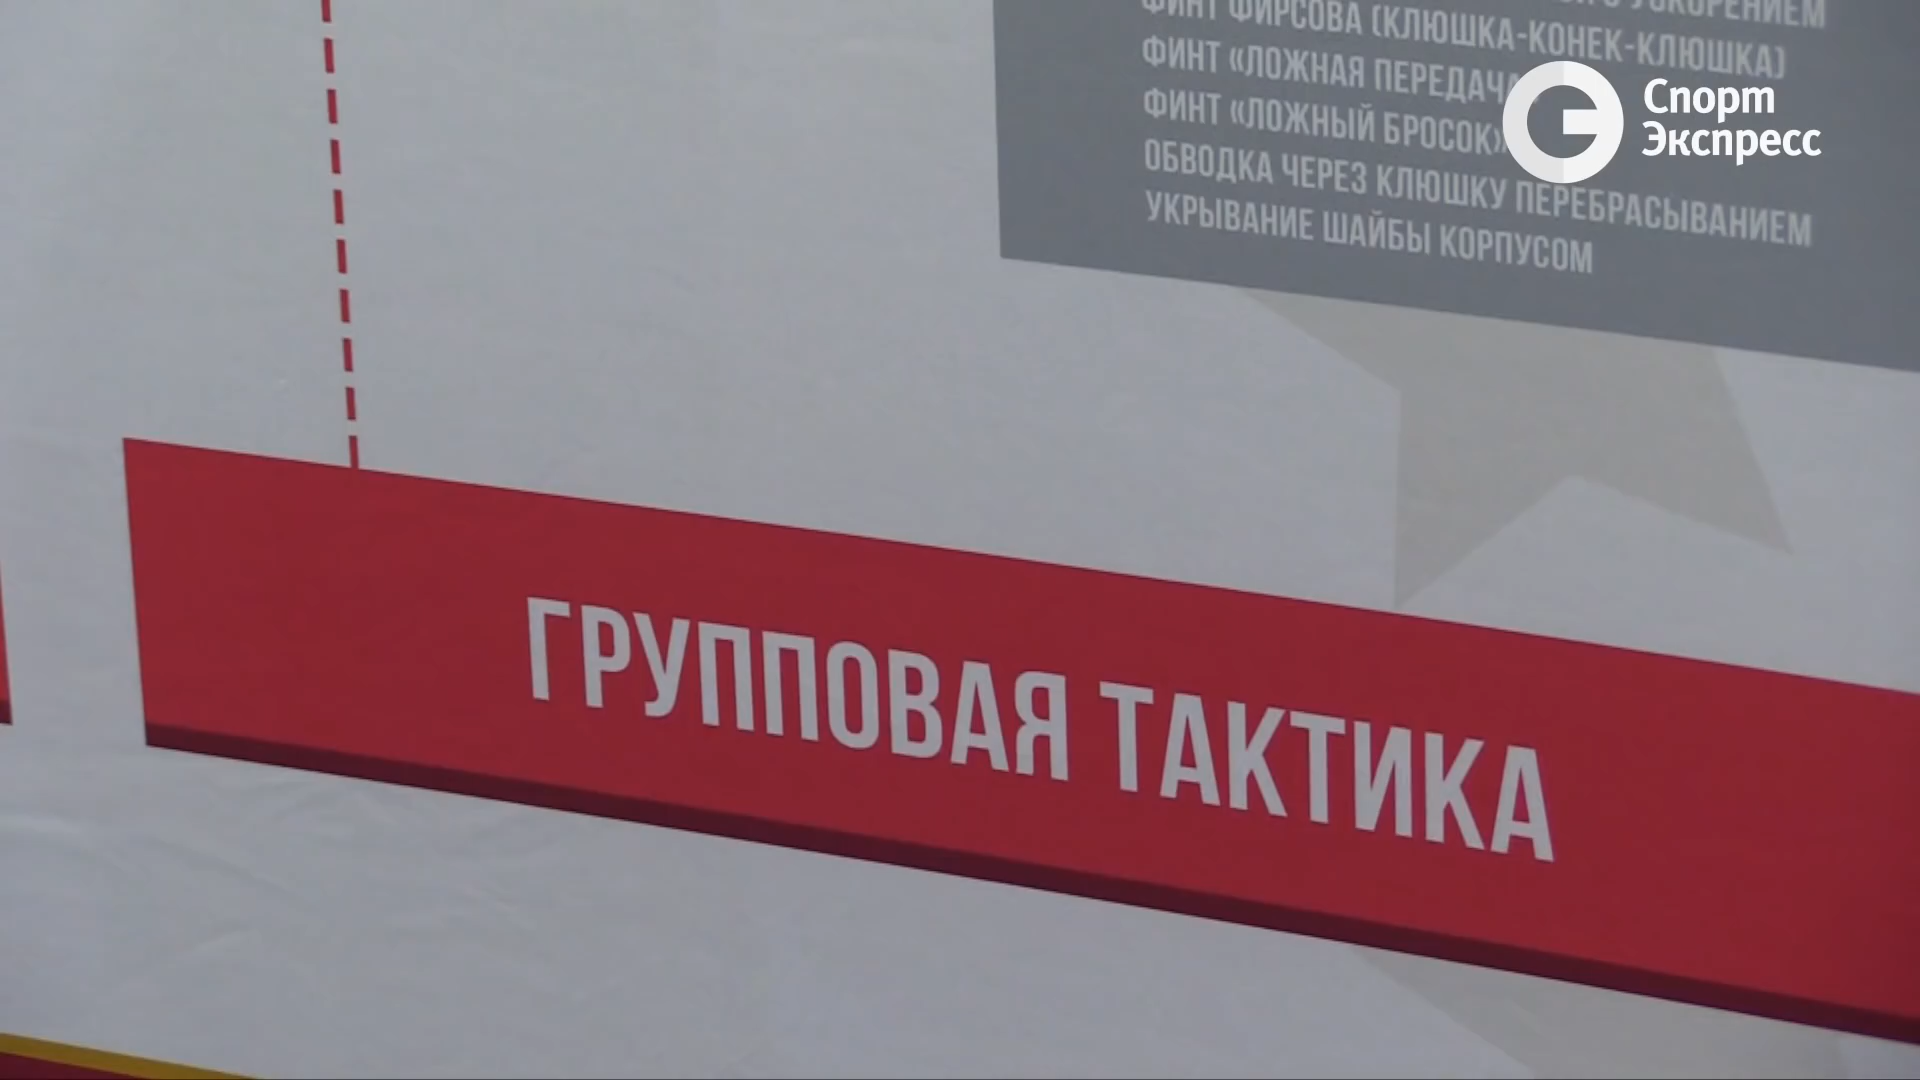 УСКОРЕНИЕМ
ФИНТ ФИРСОВА (КЛЮШКА-КОНЕК-КЛЮШКА)
ФИНТ «ЛОЖНАЯ ПЕРЕДАЧА
ФИНТ «ЛОЖНЫЙ БРОСОК»
ОБВОДКА ЧЕРЕЗ КЛЮШКУ ПЕРЕБРАСЫВАНИЕМ
УКРЫВАНИЕ ШАЙБЫ КОРПУСОМ
Спорт
Экспресс
ГРУППОВАЯ ТАКТИКА